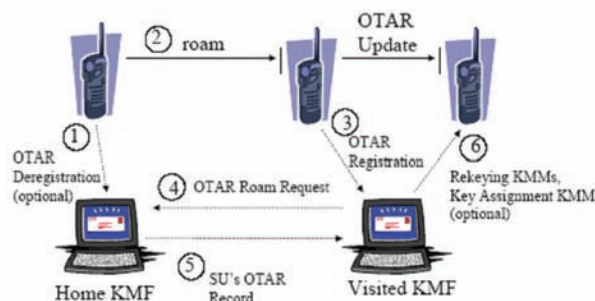 OTAR
Update
2
roam
1
3
OTAR
Registration
6
OTAR
Deregistration
(optional)
4
OTAR Roam Request
Rekeying KMMs,
Key Assignment KMM
(optional)
5
SU's OTAR
Record
Home KMF
Visited KMF